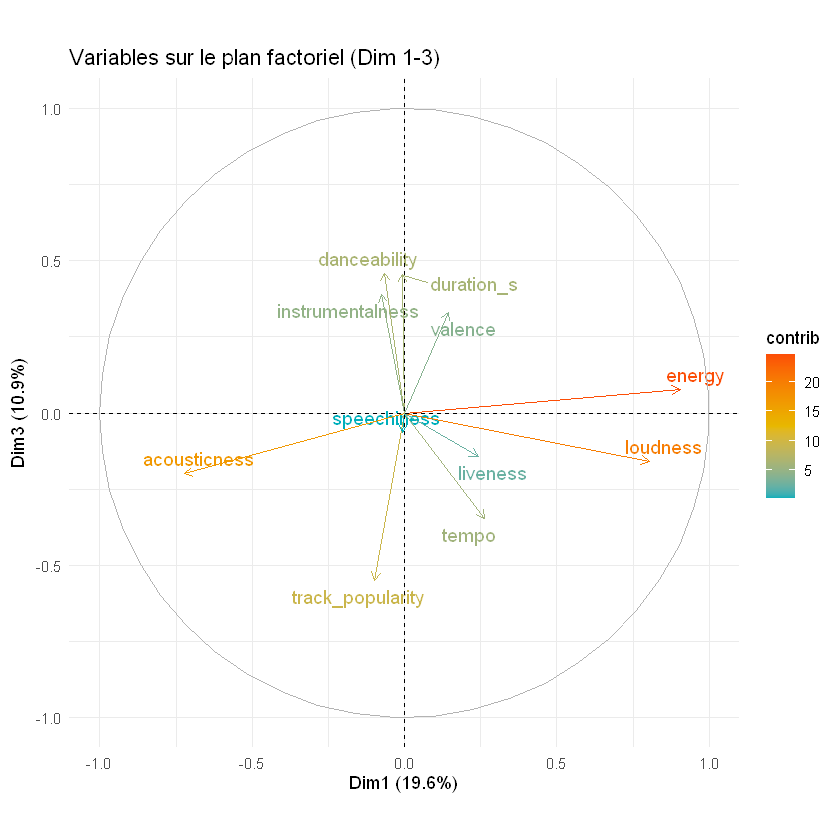 Variables sur le plan factoriel (Dim 1-3)
1.0
0.5
0.0
-0.5
-1.0
Dim3 (10.9%)
danceability
duration_s
instrumentalness
valence
energy
speechiness
loudness
acousticness
liveness
tempo
track_popularity
-1.0
-0.5
0.0
0.5
1.0
Dim1 (19.6%)
contrib
20
15
10
5